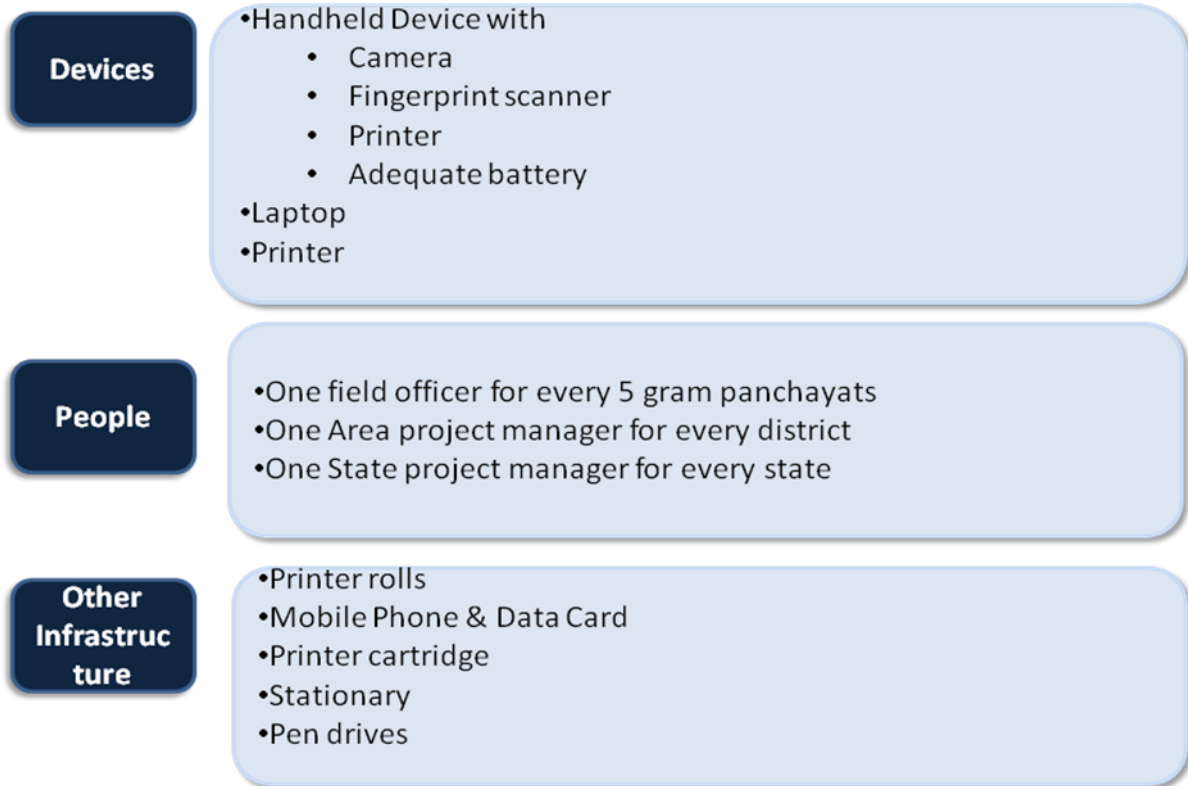 Devices
•Handheld Device with
• Camera
• Fingerprint scanner
• Printer
• Adequate battery
•Laptop
•Printer
People
•One field officer for every 5 gram panchayats
•One Area project manager for every district
•One State project manager for every state
Other
Infrastruc
ture
•Printer rolls
•Mobile Phone & Data Card
•Printer cartridge
•Stationary
•Pen drives